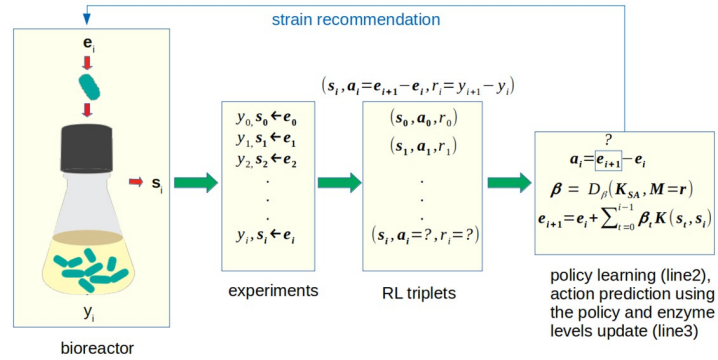 strain recommendation
e_i
s_i
y_i
bioreactor
y_0, s_0 ← e_0
y_1, s_1 ← e_1
y_2, s_2 ← e_2
.
.
.
y_i, s_i ← e_i
experiments
(s_i, a_i = e_{i+1} − e_i, r_i = y_{i+1} − y_i)
(s_0, a_0, r_0)
(s_1, a_1, r_1)
.
.
.
(s_i, a_i = ?, r_i = ?)
RL triplets
?
a_i = e_{i+1} − e_i
β = D_β(K_{SA}, M = r)
e_{i+1} = e_i + ∑_{t=0}^{i−1} β_t K(s_t, s_i)
policy learning (line2),
action prediction using
the policy and enzyme
levels update (line3)